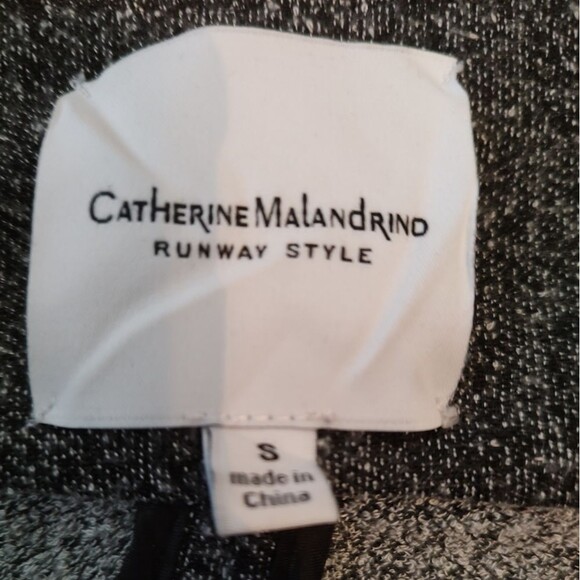 CATHERINE MALANDRINO
RUNWAY STYLE
S
made in
China